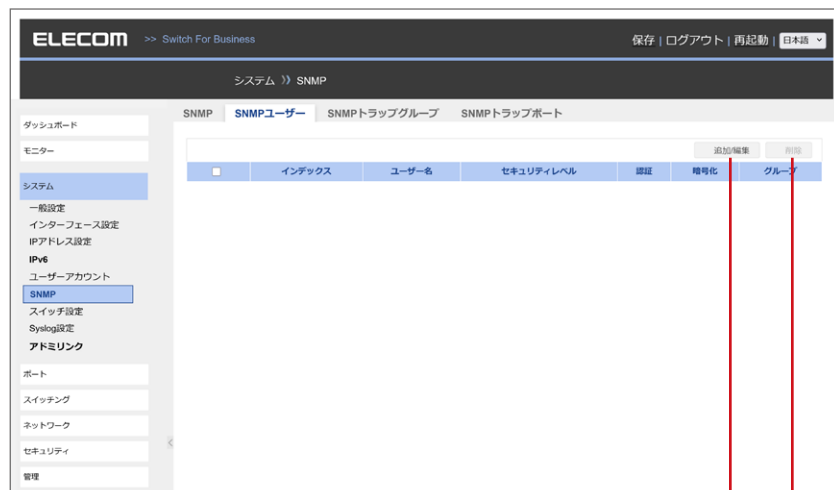 ELECOM >> Switch For Business 保存 | ログアウト | 再起動 | 日本語
システム 》 SNMP
SNMP SNMPユーザー SNMPトラップグループ SNMPトラップポート
ダッシュボード
モニター
システム
一般設定
インターフェース設定
IPアドレス設定
IPv6
ユーザーアカウント
SNMP
スイッチ設定
Syslog設定
アドミリンク
ポート
スイッチング
ネットワーク
セキュリティ
管理
追加/編集 削除
インデックス ユーザー名 セキュリティレベル 認証 暗号化 グループ